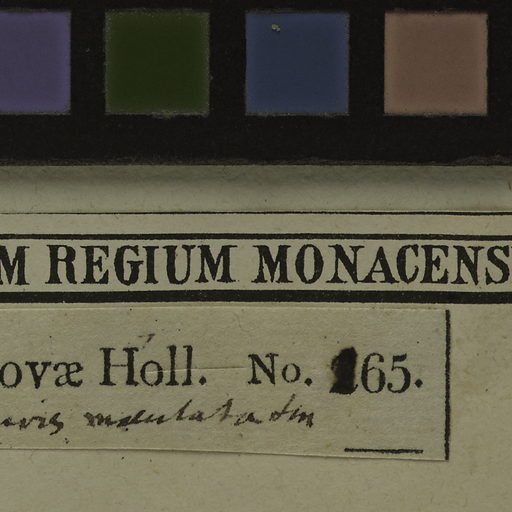 M REGIUM MONACENS
ovæ Holl. No. 165.